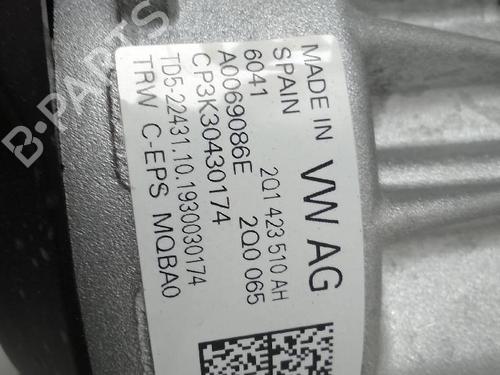 MADE IN
SPAIN
VW AG
6041
2Q1 423 510 AH
A0069086E
2Q0 065
CP3K30430174
TD5-22431.10.1930030174
TRW C-EPS MQBA0
B-PARTS